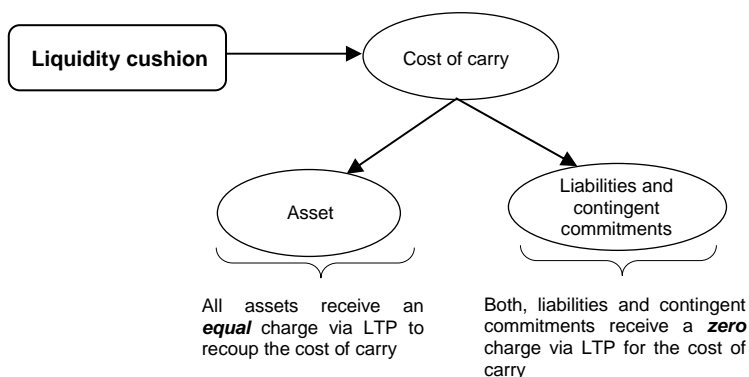 Liquidity cushion
Cost of carry
Asset
Liabilities and
contingent
commitments
All assets receive an
equal charge via LTP to
recoup the cost of carry
Both, liabilities and contingent
commitments receive a zero
charge via LTP for the cost of
carry